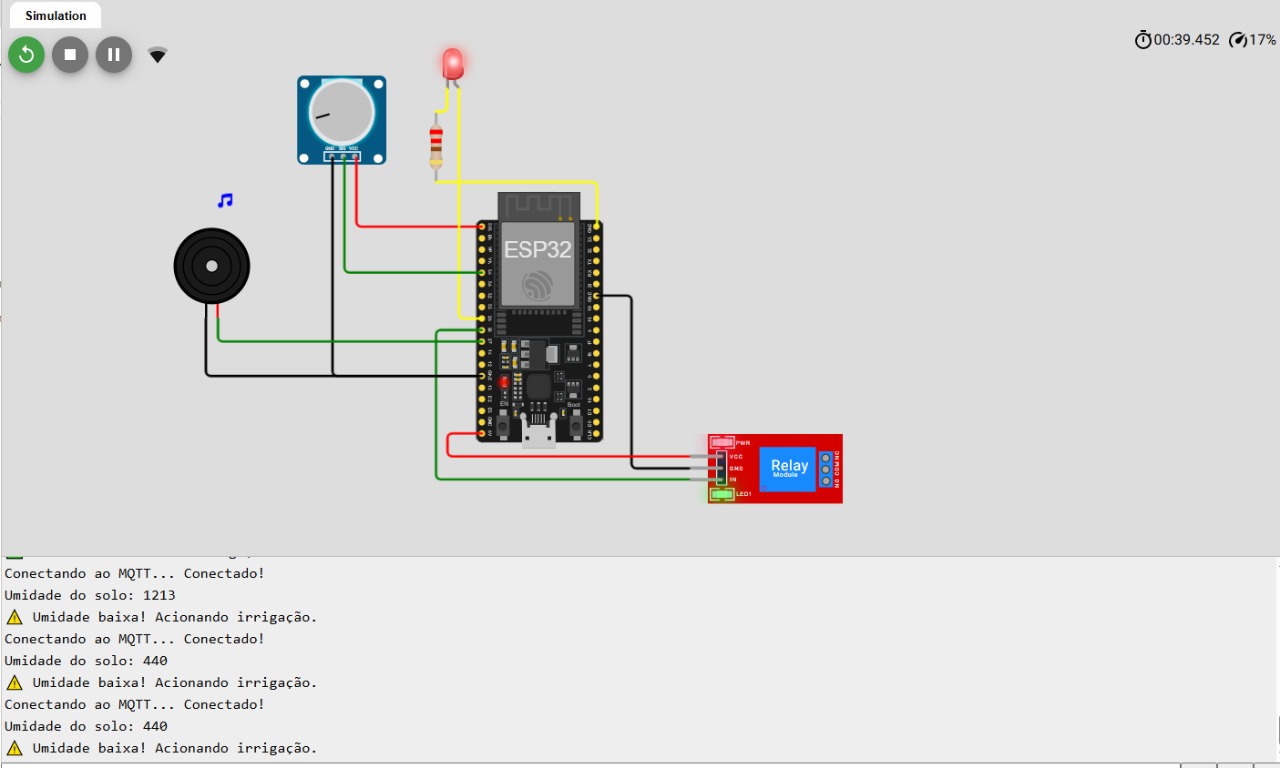 Simulation
00:39.452 17%
GND SIG VCC
ESP32
EN Boot
PWR
VCC
GND
IN
LED1
Relay
Module
NO COM NC
Conectando ao MQTT... Conectado!
Umidade do solo: 1213
⚠ Umidade baixa! Acionando irrigação.
Conectando ao MQTT... Conectado!
Umidade do solo: 440
⚠ Umidade baixa! Acionando irrigação.
Conectando ao MQTT... Conectado!
Umidade do solo: 440
⚠ Umidade baixa! Acionando irrigação.